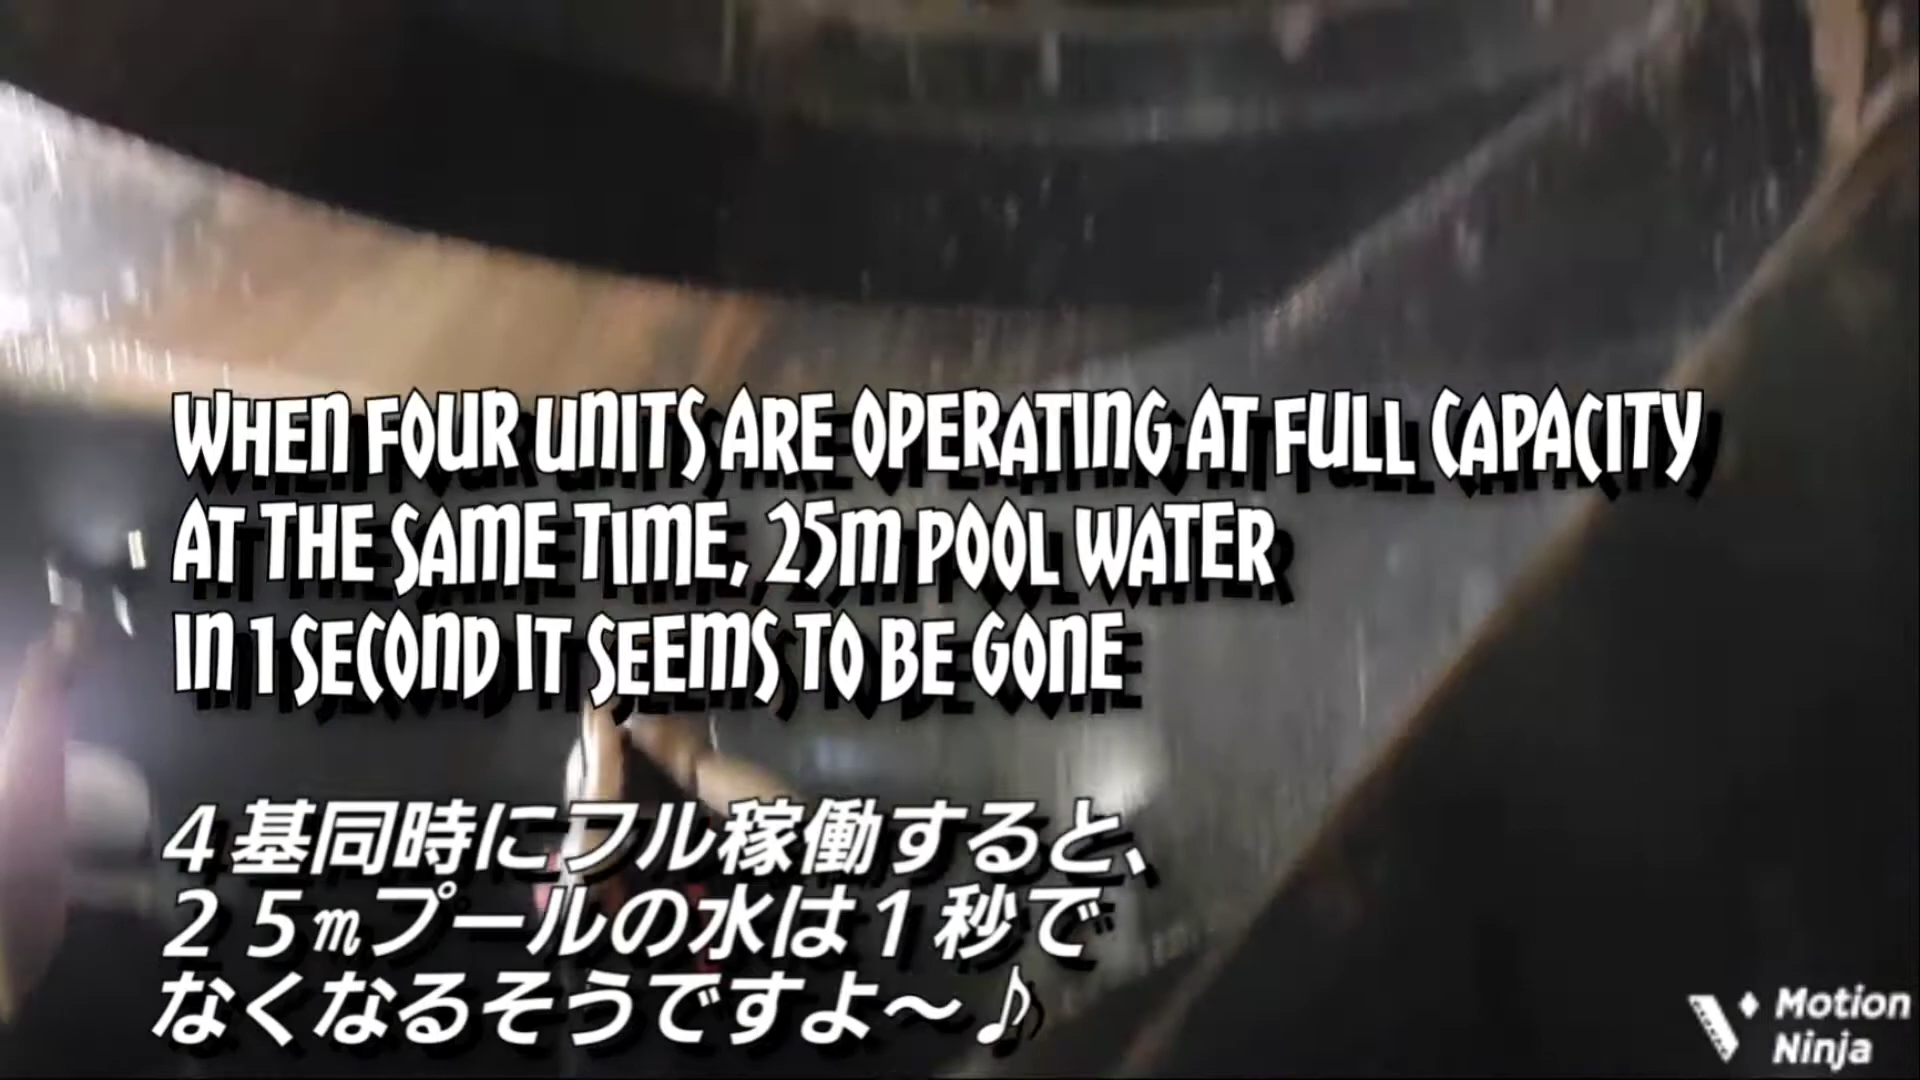 WHEN FOUR UNITS ARE OPERATING AT FULL CAPACITY
AT THE SAME TIME, 25m POOL WATER
IN 1 SECOND IT SEEMS TO BE GONE
４基同時にフル稼働すると、
２５ｍプールの水は１秒で
なくなるそうですよ〜♪
Motion
Ninja